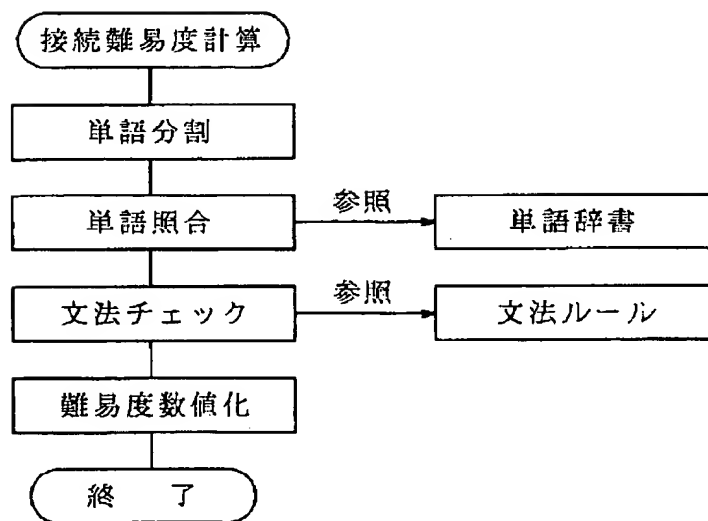 接続難易度計算
単語分割
単語照合
参照
単語辞書
文法チェック
参照
文法ルール
難易度数値化
終 了